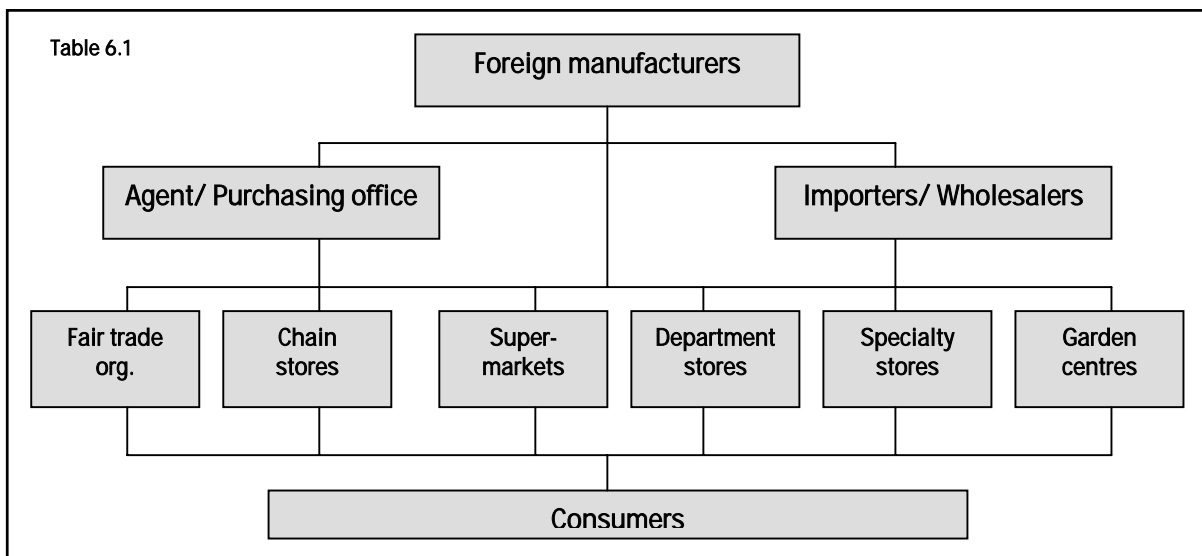 Table 6.1
Foreign manufacturers
Agent/ Purchasing office
Importers/ Wholesalers
Fair trade
org.
Chain
stores
Super-
markets
Department
stores
Specialty
stores
Garden
centres
Consumers